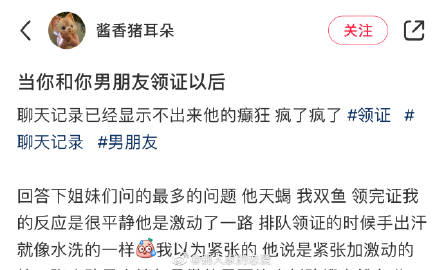 酱香猪耳朵
关注
当你和你男朋友领证以后
聊天记录已经显示不出来他的癫狂 疯了疯了 #领证 #
聊天记录 #男朋友
回答下姐妹们问的最多的问题 他天蝎 我双鱼 领完证我
的反应是很平静他是激动了一路 排队领证的时候手出汗
就像水洗的一样 我以为紧张的 他说是紧张加激动的